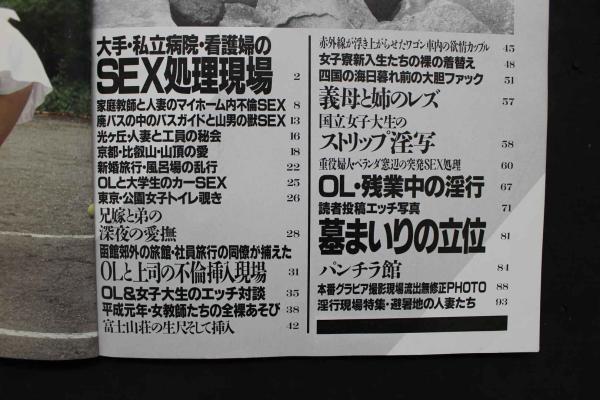 大手・私立病院・看護婦の
SEX処理現場 2
家庭教師と人妻のマイホーム内不倫SEX 8
廃バスの中のバスガイドと山男の獣SEX 13
光ヶ丘・人妻と工員の秘会 16
京都・比叡山・山頂の愛 18
新婚旅行・風呂場の乱行 22
OLと大学生のカーSEX 25
東京・公園女子トイレ覗き 26
兄嫁と弟の
深夜の愛撫 28
函館郊外の旅館・社員旅行の同僚が捕えた
OLと上司の不倫挿入現場 31
OL&女子大生のエッチ対談 35
平成元年・女教師たちの全裸あそび 38
富士山荘の生尺そして挿入 42
赤外線が浮き上がらせたワゴン車内の欲情カップル 45
女子寮新入生たちの裸の着替え 48
四国の海日暮れ前の大胆ファック 51
義母と姉のレズ 57
国立女子大生の
ストリップ淫写 58
重役婦人ベランダ窓辺の突発SEX処理 60
OL・残業中の淫行 67
読者投稿エッチ写真 71
墓まいりの立位 81
パンチラ館 84
本番グラビア撮影現場流出無修正PHOTO 88
淫行現場特集・避暑地の人妻たち 93